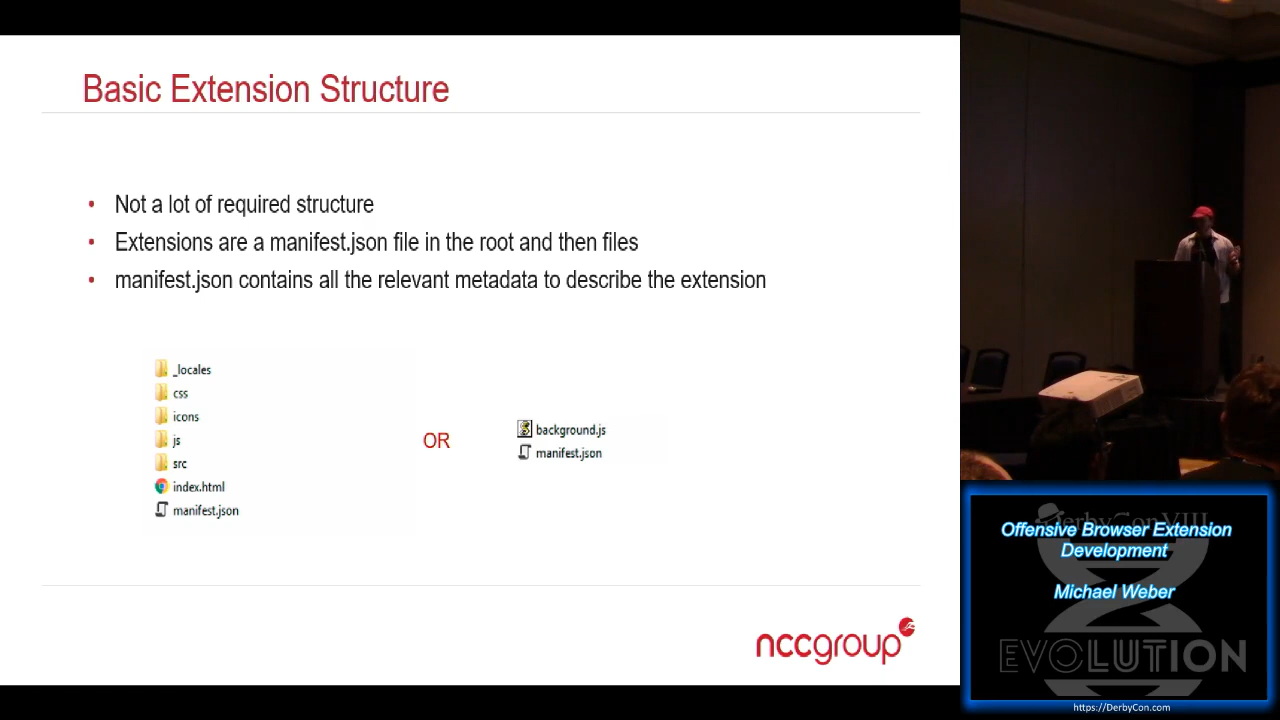 Basic Extension Structure
• Not a lot of required structure
• Extensions are a manifest.json file in the root and then files
• manifest.json contains all the relevant metadata to describe the extension
_locales
css
icons
js
src
index.html
manifest.json
OR
background.js
manifest.json
nccgroup
DerbyCon VIII
Offensive Browser Extension
Development
Michael Weber
EVOLUTION
https://DerbyCon.com